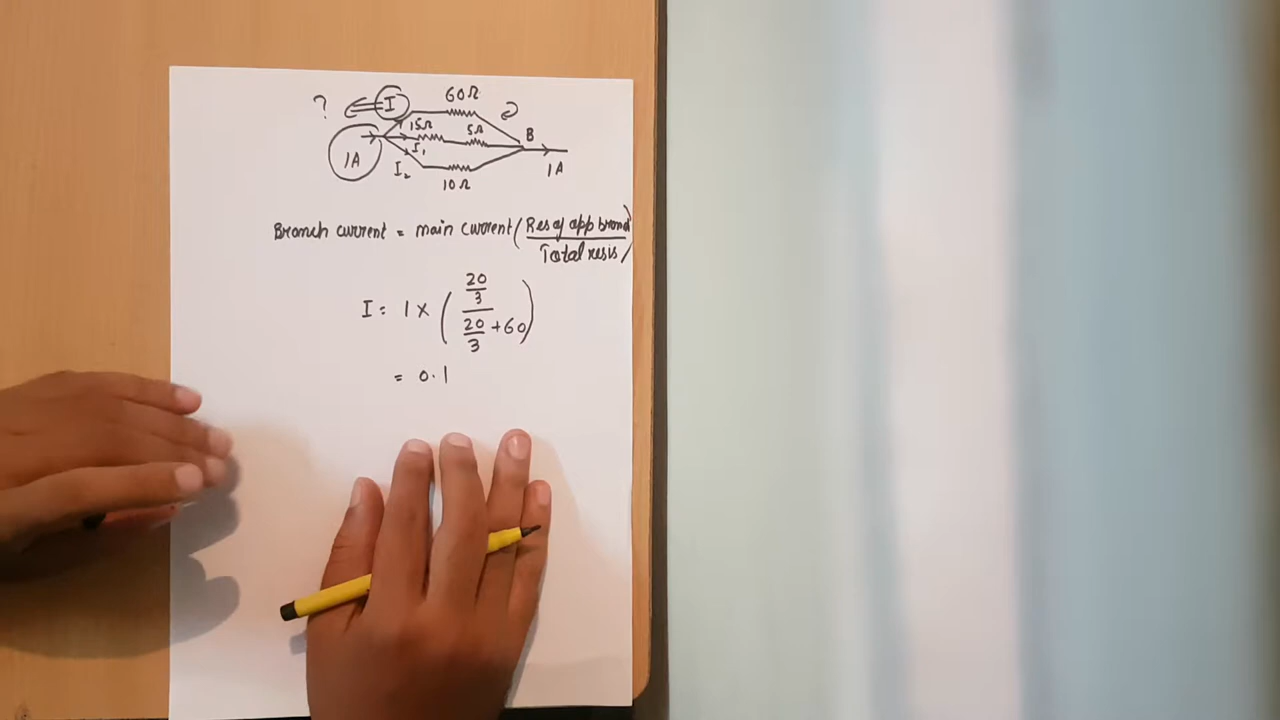 ? I 60Ω
15Ω 5Ω B
1A I₁
I₂ 1A
10Ω
Branch current = main current (Res of opp branch
Total resis)
I = 1 × (20/3
20/3 + 60)
= 0.1